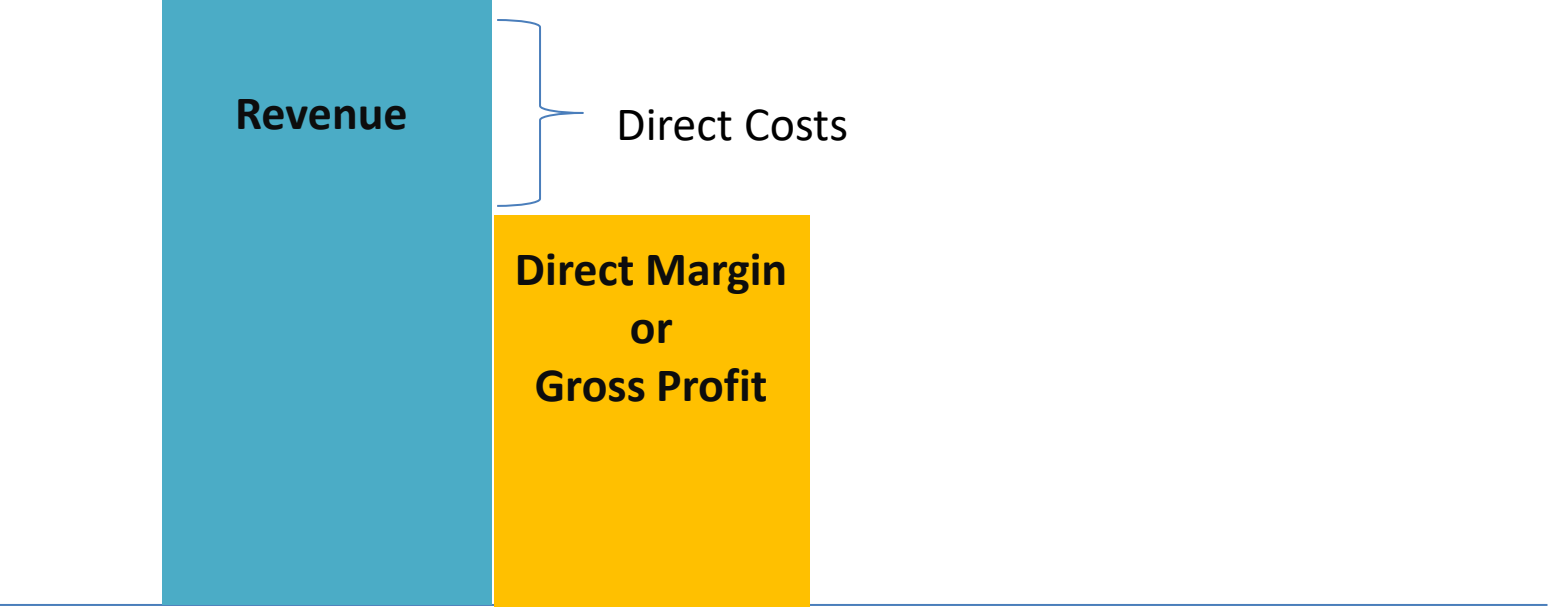 Revenue
Direct Costs
Direct Margin
or
Gross Profit